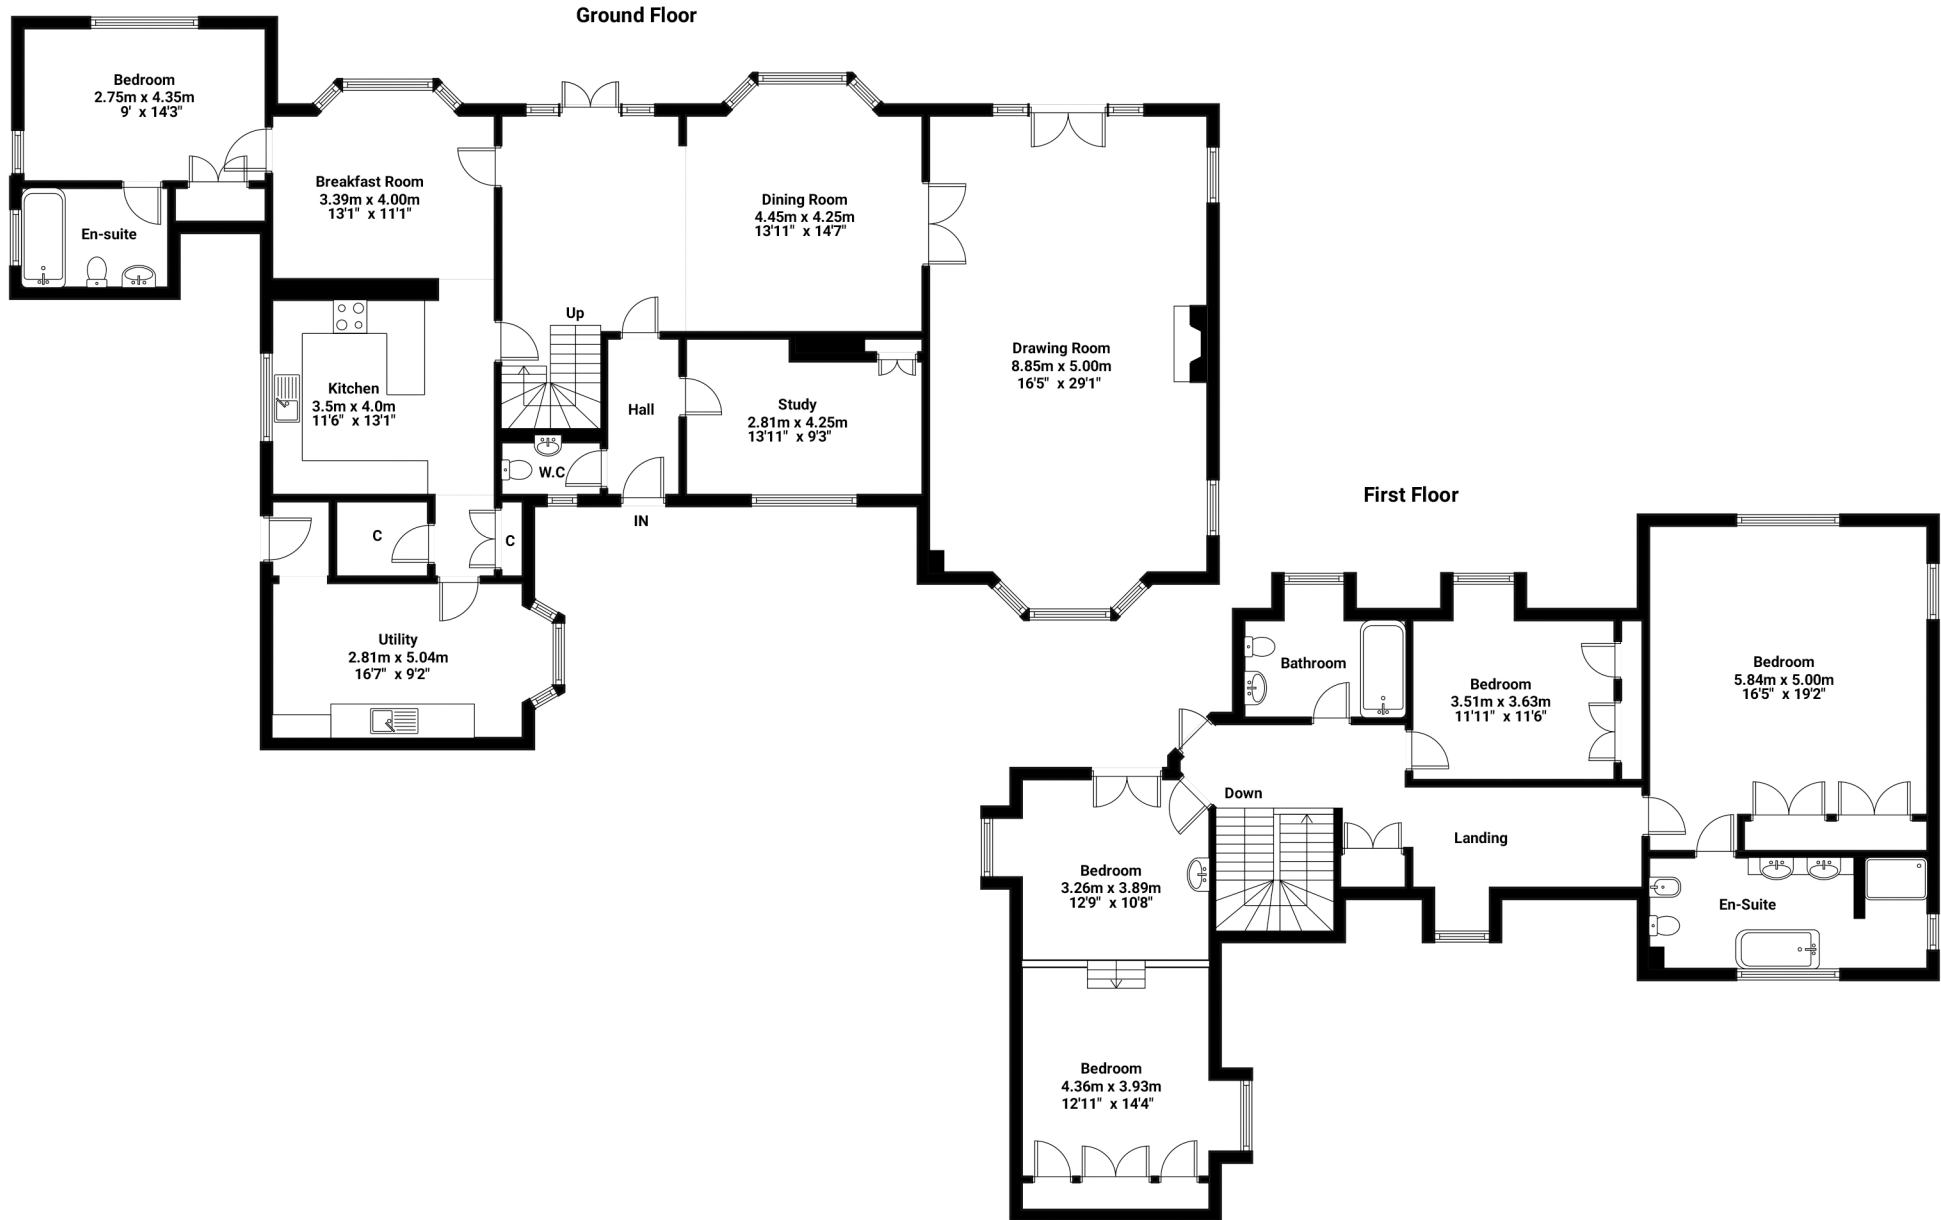 Ground Floor
Bedroom
2.75m x 4.35m
9' x 14'3"
En-suite
Breakfast Room
3.39m x 4.00m
13'1" x 11'1"
Dining Room
4.45m x 4.25m
13'11" x 14'7"
Drawing Room
8.85m x 5.00m
16'5" x 29'1"
Up
Kitchen
3.5m x 4.0m
11'6" x 13'1"
Hall
Study
2.81m x 4.25m
13'11" x 9'3"
W.C
IN
C
C
Utility
2.81m x 5.04m
16'7" x 9'2"
First Floor
Bathroom
Bedroom
3.51m x 3.63m
11'11" x 11'6"
Bedroom
5.84m x 5.00m
16'5" x 19'2"
Down
Landing
Bedroom
3.26m x 3.89m
12'9" x 10'8"
En-Suite
Bedroom
4.36m x 3.93m
12'11" x 14'4"